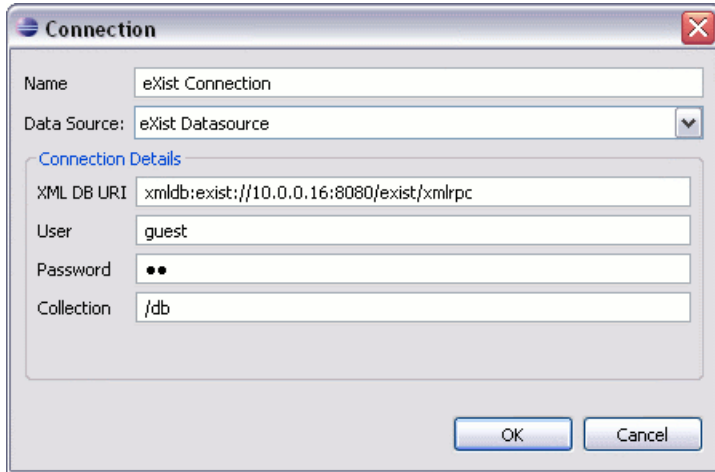 Connection
Name eXist Connection
Data Source: eXist Datasource
Connection Details
XML DB URI xmldb:exist://10.0.0.16:8080/exist/xmlrpc
User guest
Password ●●
Collection /db
OK Cancel